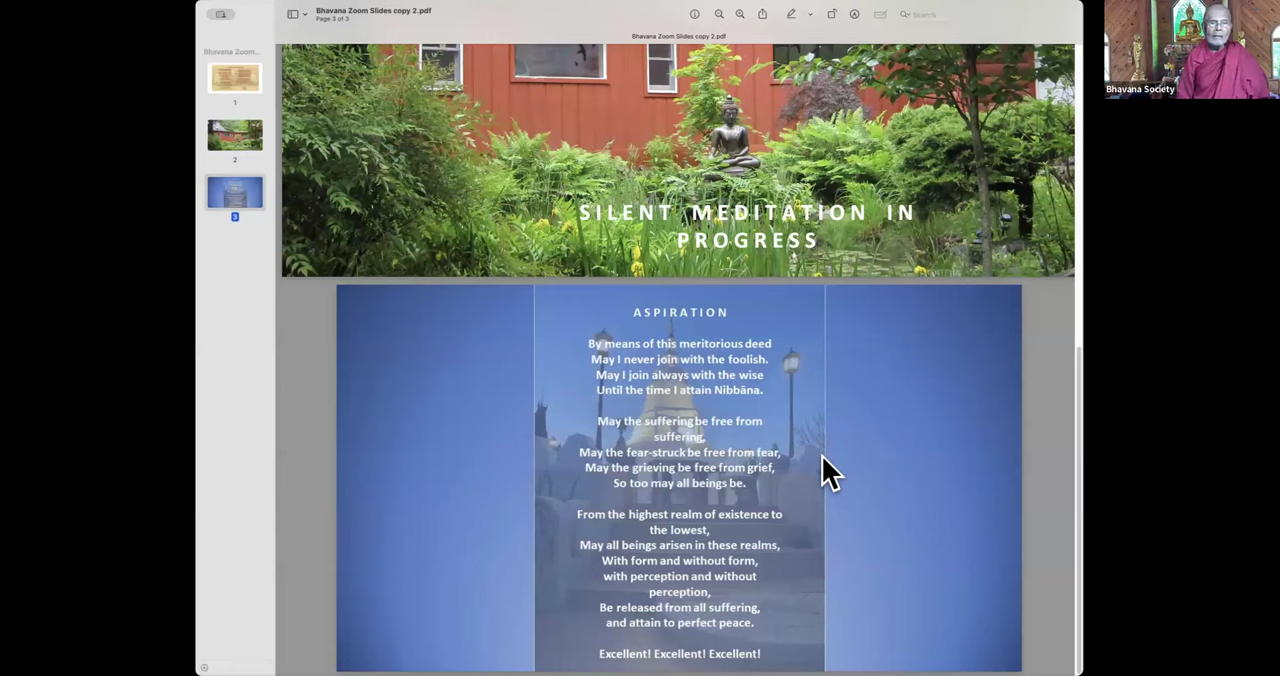 Bhavana Zoom Slides copy 2.pdf
Page 3 of 3
Search
Bhavana Zoom Slides copy 2.pdf
Bhavana Zoom...
1
2
3
SILENT MEDITATION IN
PROGRESS
ASPIRATION
By means of this meritorious deed
May I never join with the foolish.
May I join always with the wise
Until the time I attain Nibbāna.
May the suffering be free from
suffering,
May the fear-struck be free from fear,
May the grieving be free from grief,
So too may all beings be.
From the highest realm of existence to
the lowest,
May all beings arisen in these realms,
With form and without form,
with perception and without
perception,
Be released from all suffering,
and attain to perfect peace.
Excellent! Excellent! Excellent!
Bhavana Society